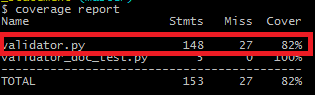 $ coverage report
Name Stmts Miss Cover
validator.py 148 27 82%
validator_doc_test.py 5 0 100%
TOTAL 153 27 82%